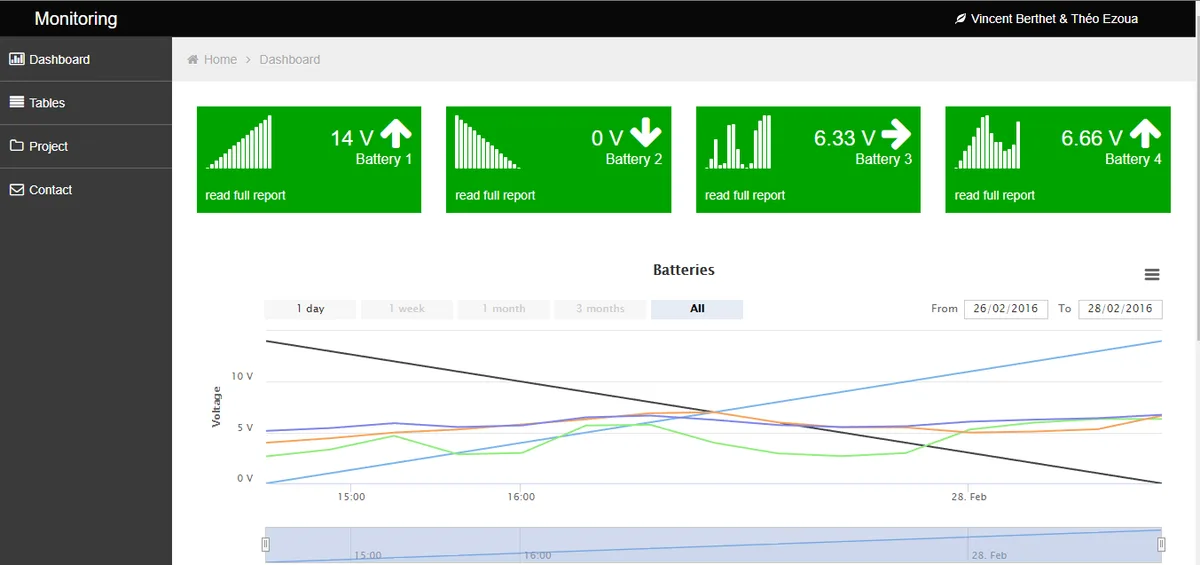 Monitoring
Vincent Berthet & Théo Ezoua
Dashboard
Tables
Project
Contact
Home > Dashboard
14 V
Battery 1
read full report
0 V
Battery 2
read full report
6.33 V
Battery 3
read full report
6.66 V
Battery 4
read full report
Batteries
1 day
1 week
1 month
3 months
All
From 26/02/2016 To 28/02/2016
Voltage
10 V
5 V
0 V
15:00
16:00
28. Feb
15:00
16:00
28. Feb